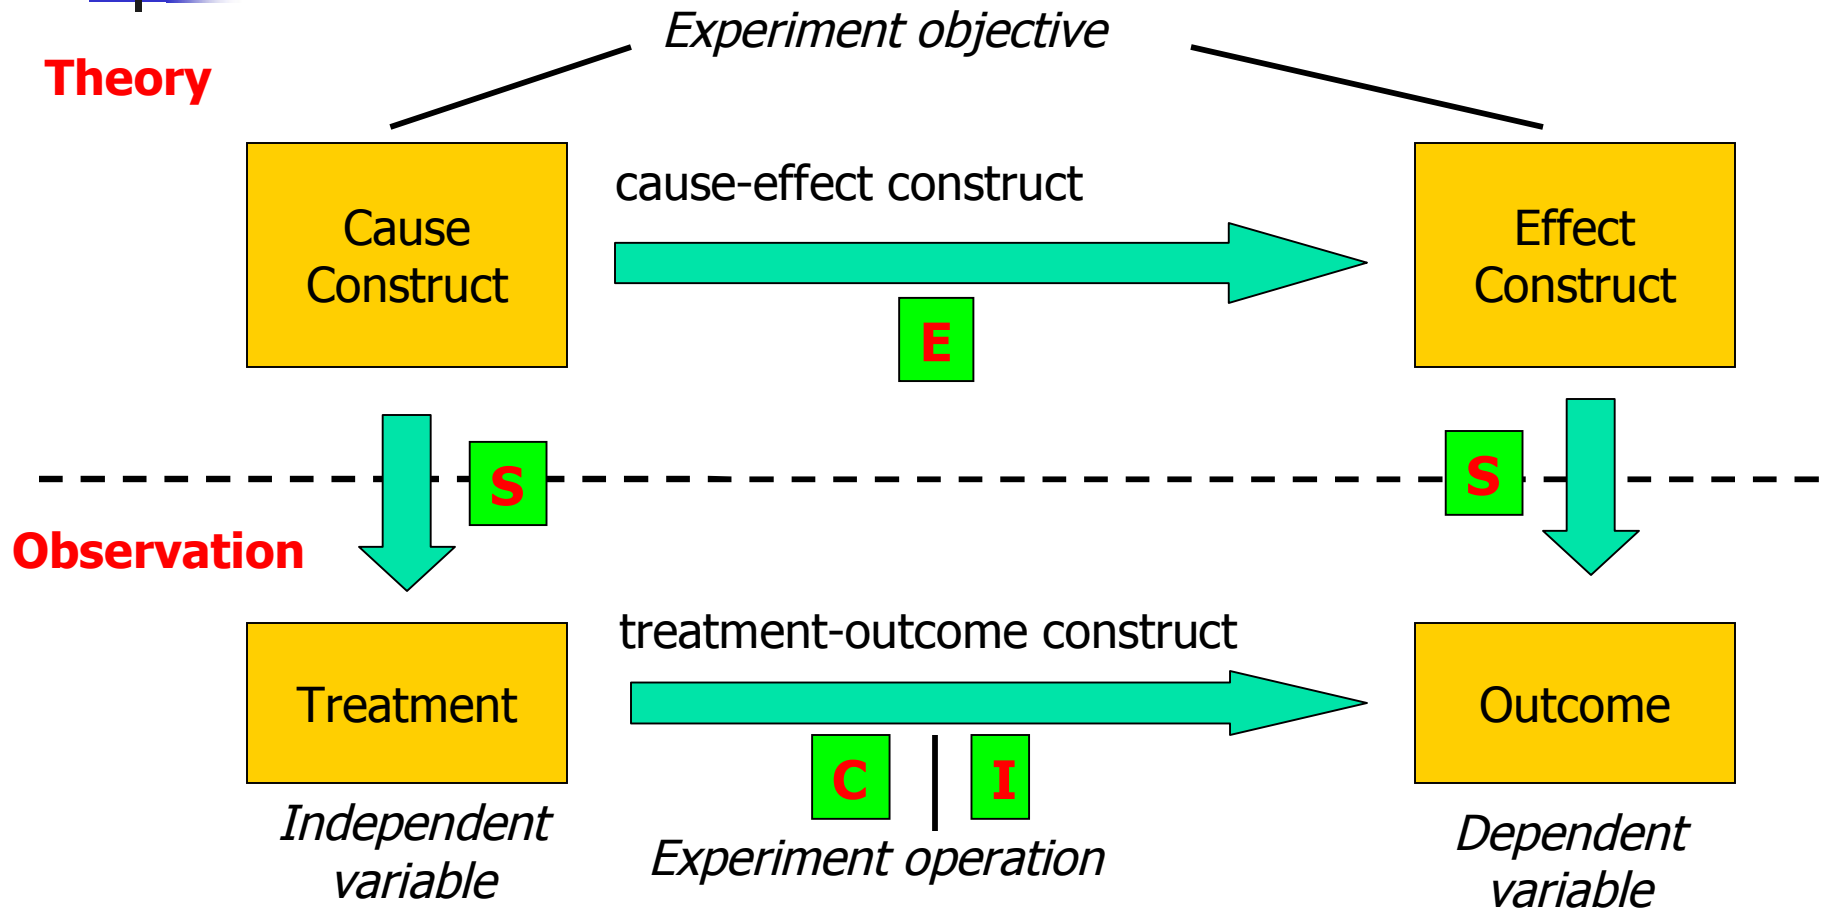 Experiment objective
Theory
cause-effect construct
Cause
Construct
Effect
Construct
E
S
S
Observation
treatment-outcome construct
Treatment
Outcome
C
I
Independent
variable
Experiment operation
Dependent
variable